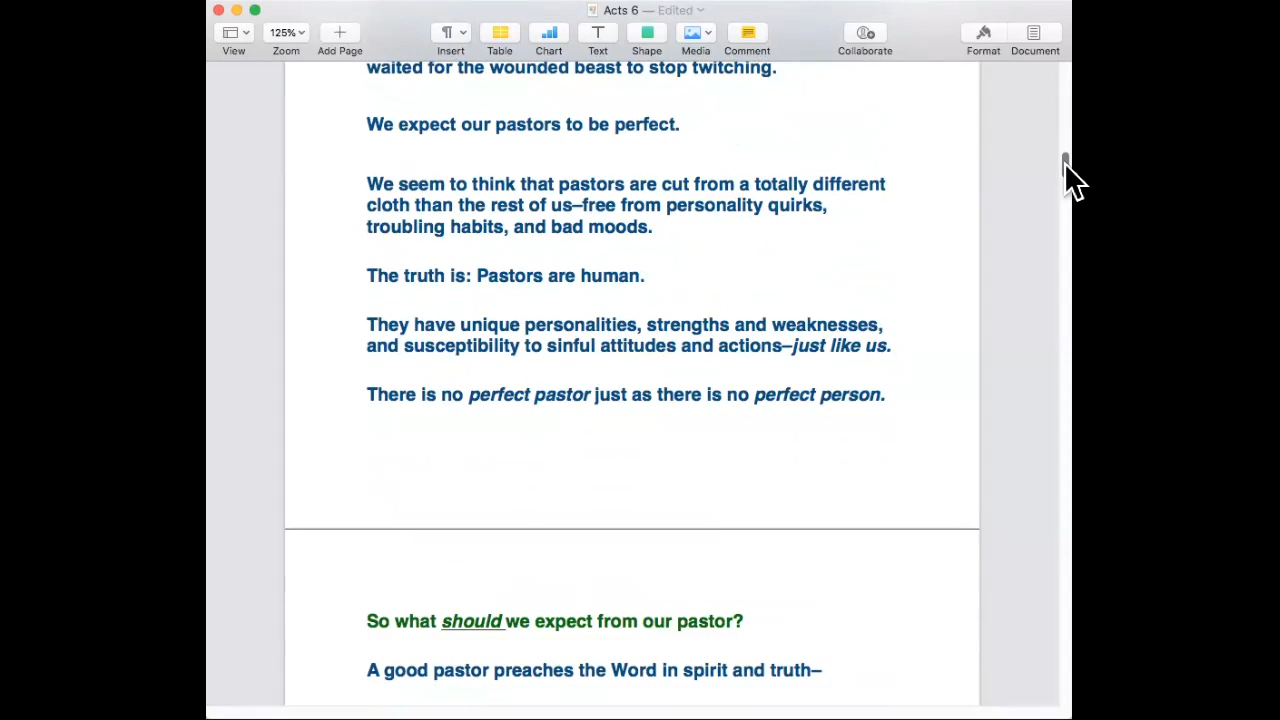 Acts 6 — Edited
125%
View
Zoom
Add Page
Insert
Table
Chart
Text
Shape
Media
Comment
Collaborate
Format
Document
waited for the wounded beast to stop twitching.
We expect our pastors to be perfect.
We seem to think that pastors are cut from a totally different
cloth than the rest of us–free from personality quirks,
troubling habits, and bad moods.
The truth is: Pastors are human.
They have unique personalities, strengths and weaknesses,
and susceptibility to sinful attitudes and actions–just like us.
There is no perfect pastor just as there is no perfect person.
So what should we expect from our pastor?
A good pastor preaches the Word in spirit and truth–